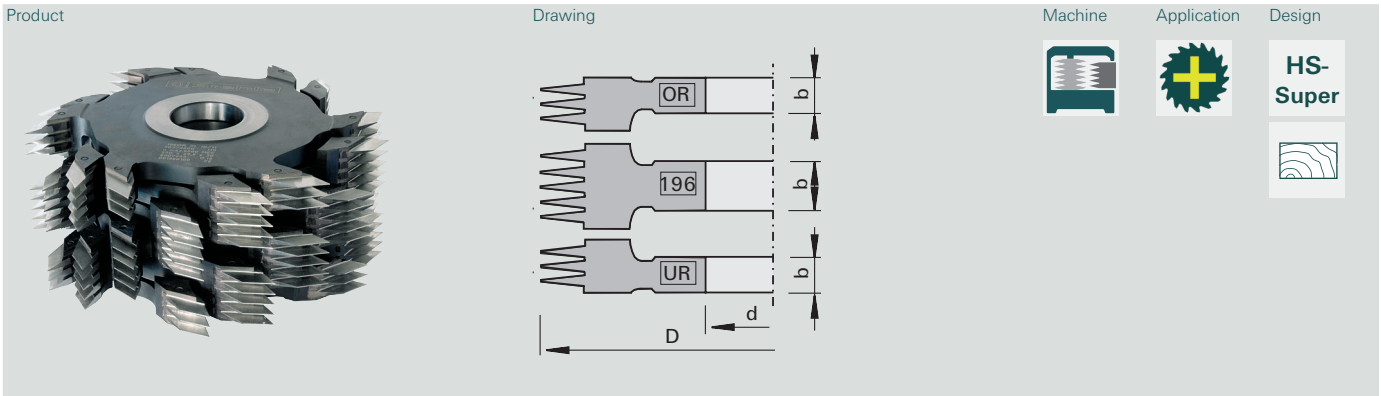 Product
Drawing
Machine
Application
Design
OR
b
196
b
UR
b
d
D
HS-
Super